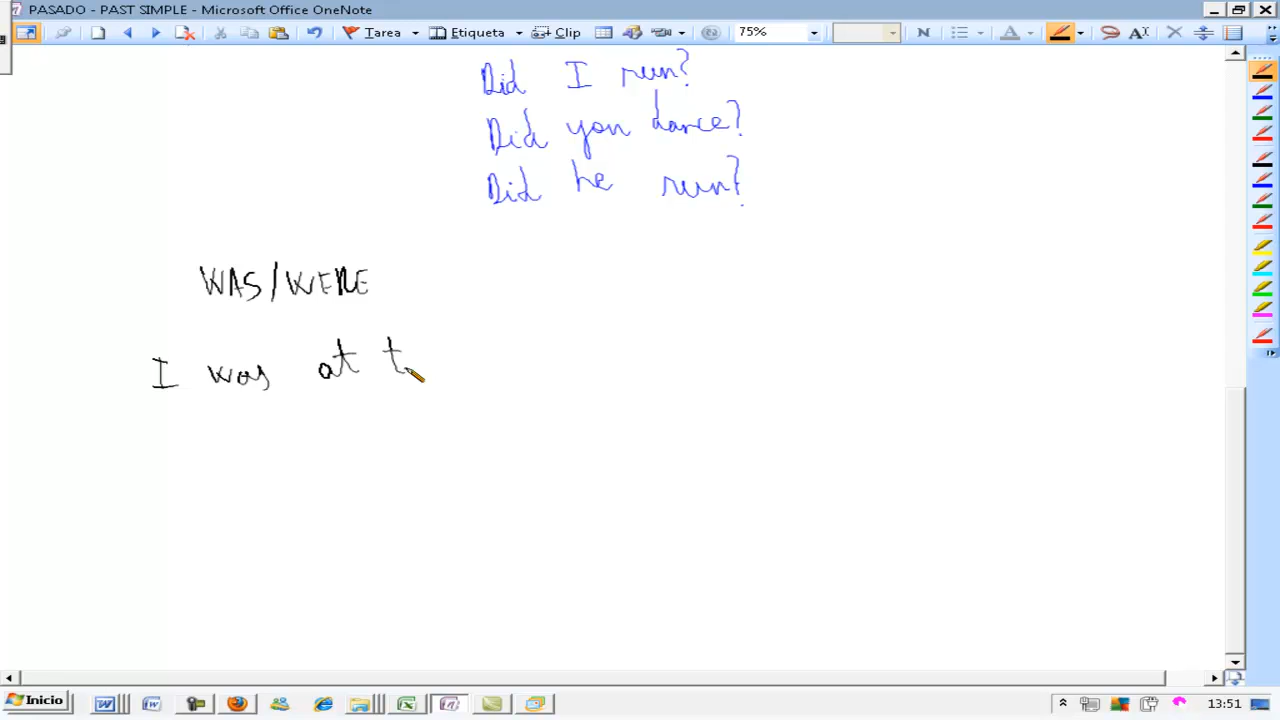 PASADO - PAST SIMPLE - Microsoft Office OneNote
Tarea Etiqueta Clip 75% N A A
Did I run?
Did you dance?
Did he run?
WAS/WERE
I was at t
Inicio 13:51